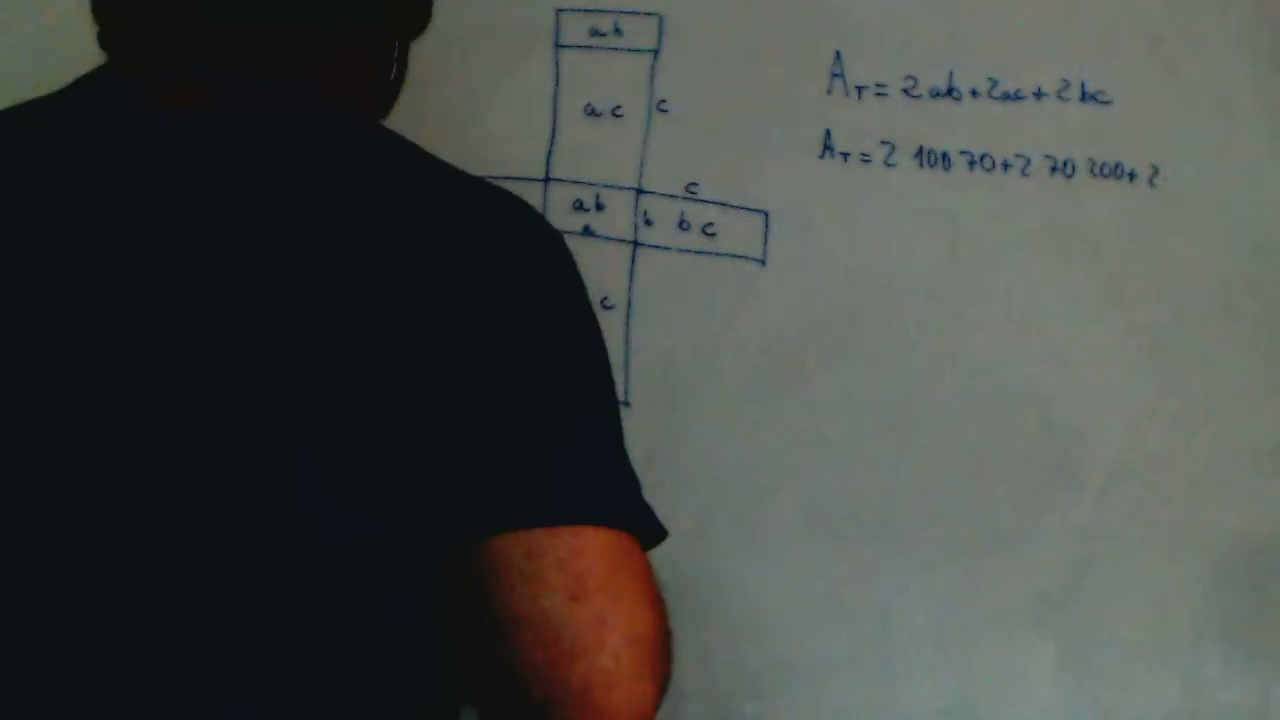 ab
ac c
c
ab b bc
a
c
A_T = 2ab+2ac+2bc
A_T = 2 100 70+2 70 200+2